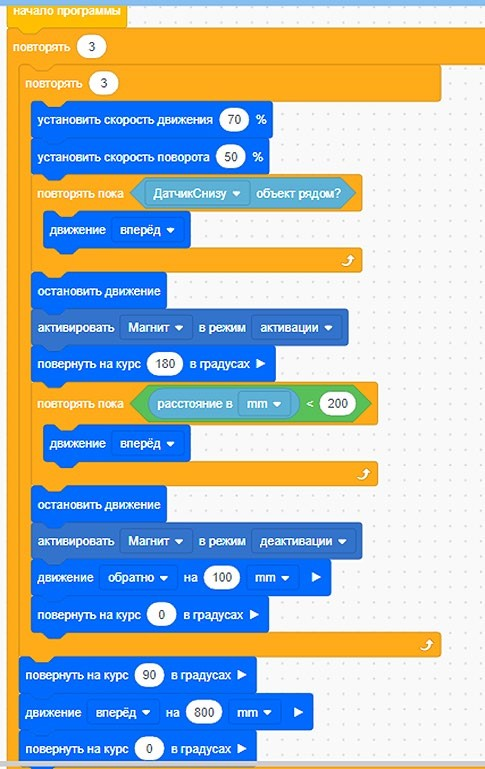 начало программы
повторять 3
повторять 3
установить скорость движения 70 %
установить скорость поворота 50 %
повторять пока ДатчикСнизу объект рядом?
движение вперёд
остановить движение
активировать Магнит в режим активации
повернуть на курс 180 в градусах
повторять пока расстояние в mm < 200
движение вперёд
остановить движение
активировать Магнит в режим деактивации
движение обратно на 100 mm
повернуть на курс 0 в градусах
повернуть на курс 90 в градусах
движение вперёд на 800 mm
повернуть на курс 0 в градусах